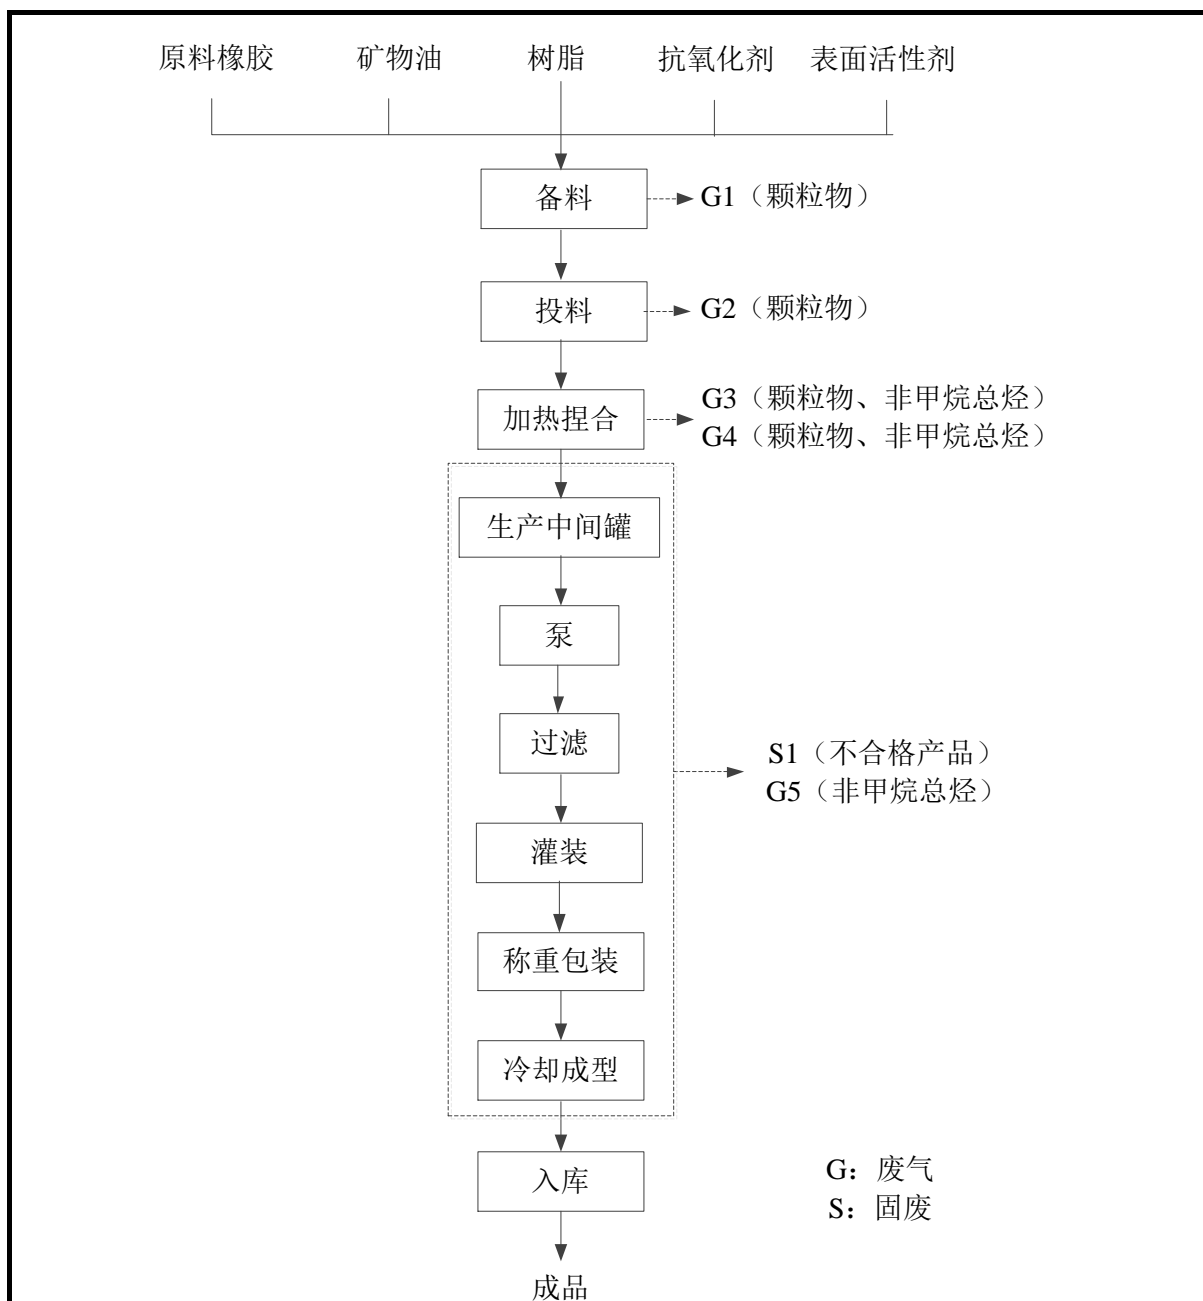 原料橡胶 矿物油 树脂 抗氧化剂 表面活性剂
备料
G1（颗粒物）
投料
G2（颗粒物）
加热捏合
G3（颗粒物、非甲烷总烃）
G4（颗粒物、非甲烷总烃）
生产中间罐
泵
过滤
S1（不合格产品）
G5（非甲烷总烃）
灌装
称重包装
冷却成型
入库
G：废气
S：固废
成品